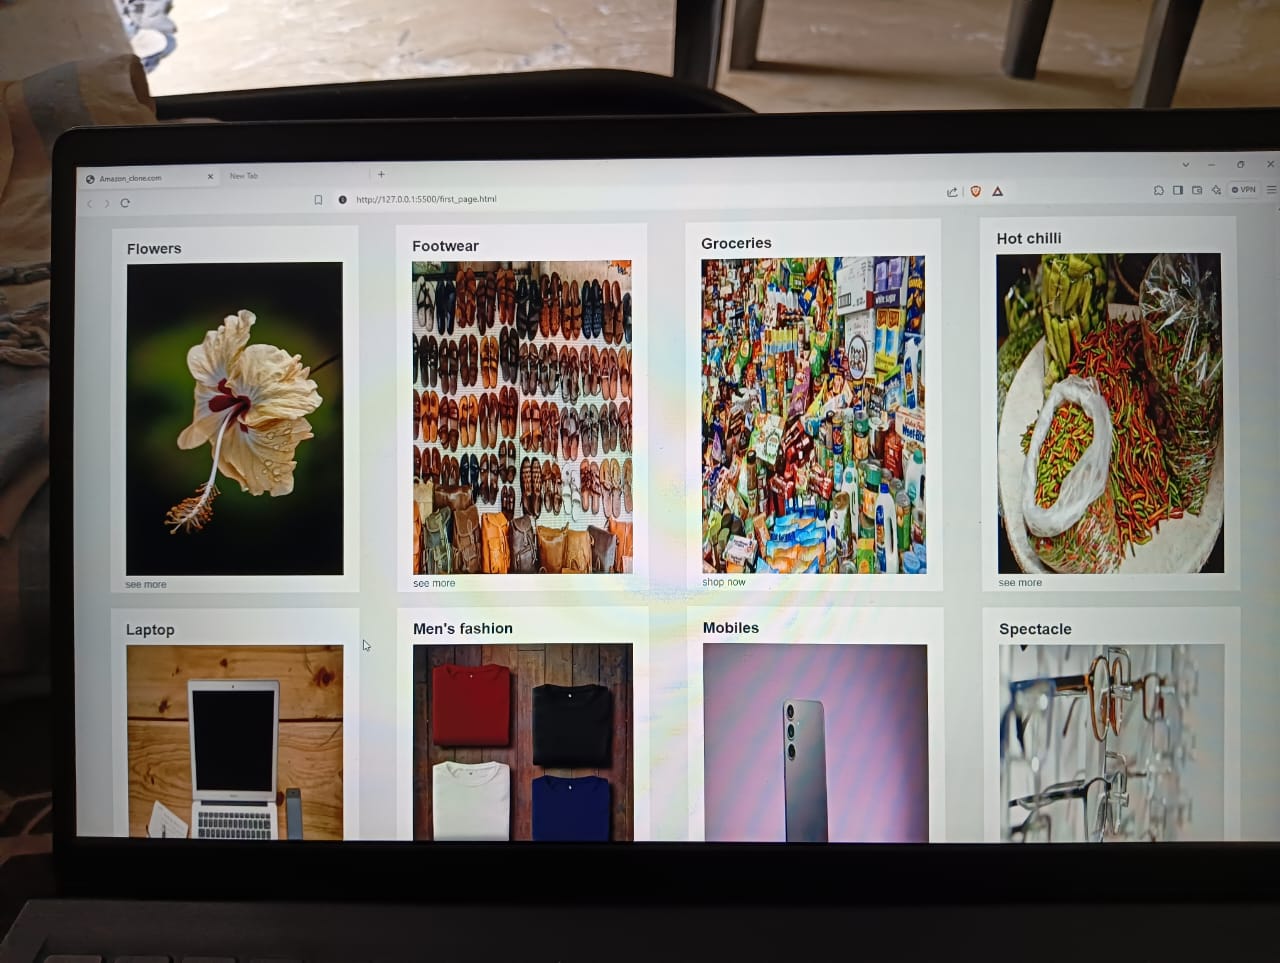 Amazon_clone.com
New Tab
http://127.0.0.1:5500/first_page.html
VPN
Flowers
Footwear
Groceries
Hot chilli
see more
see more
shop now
see more
Laptop
Men's fashion
Mobiles
Spectacle